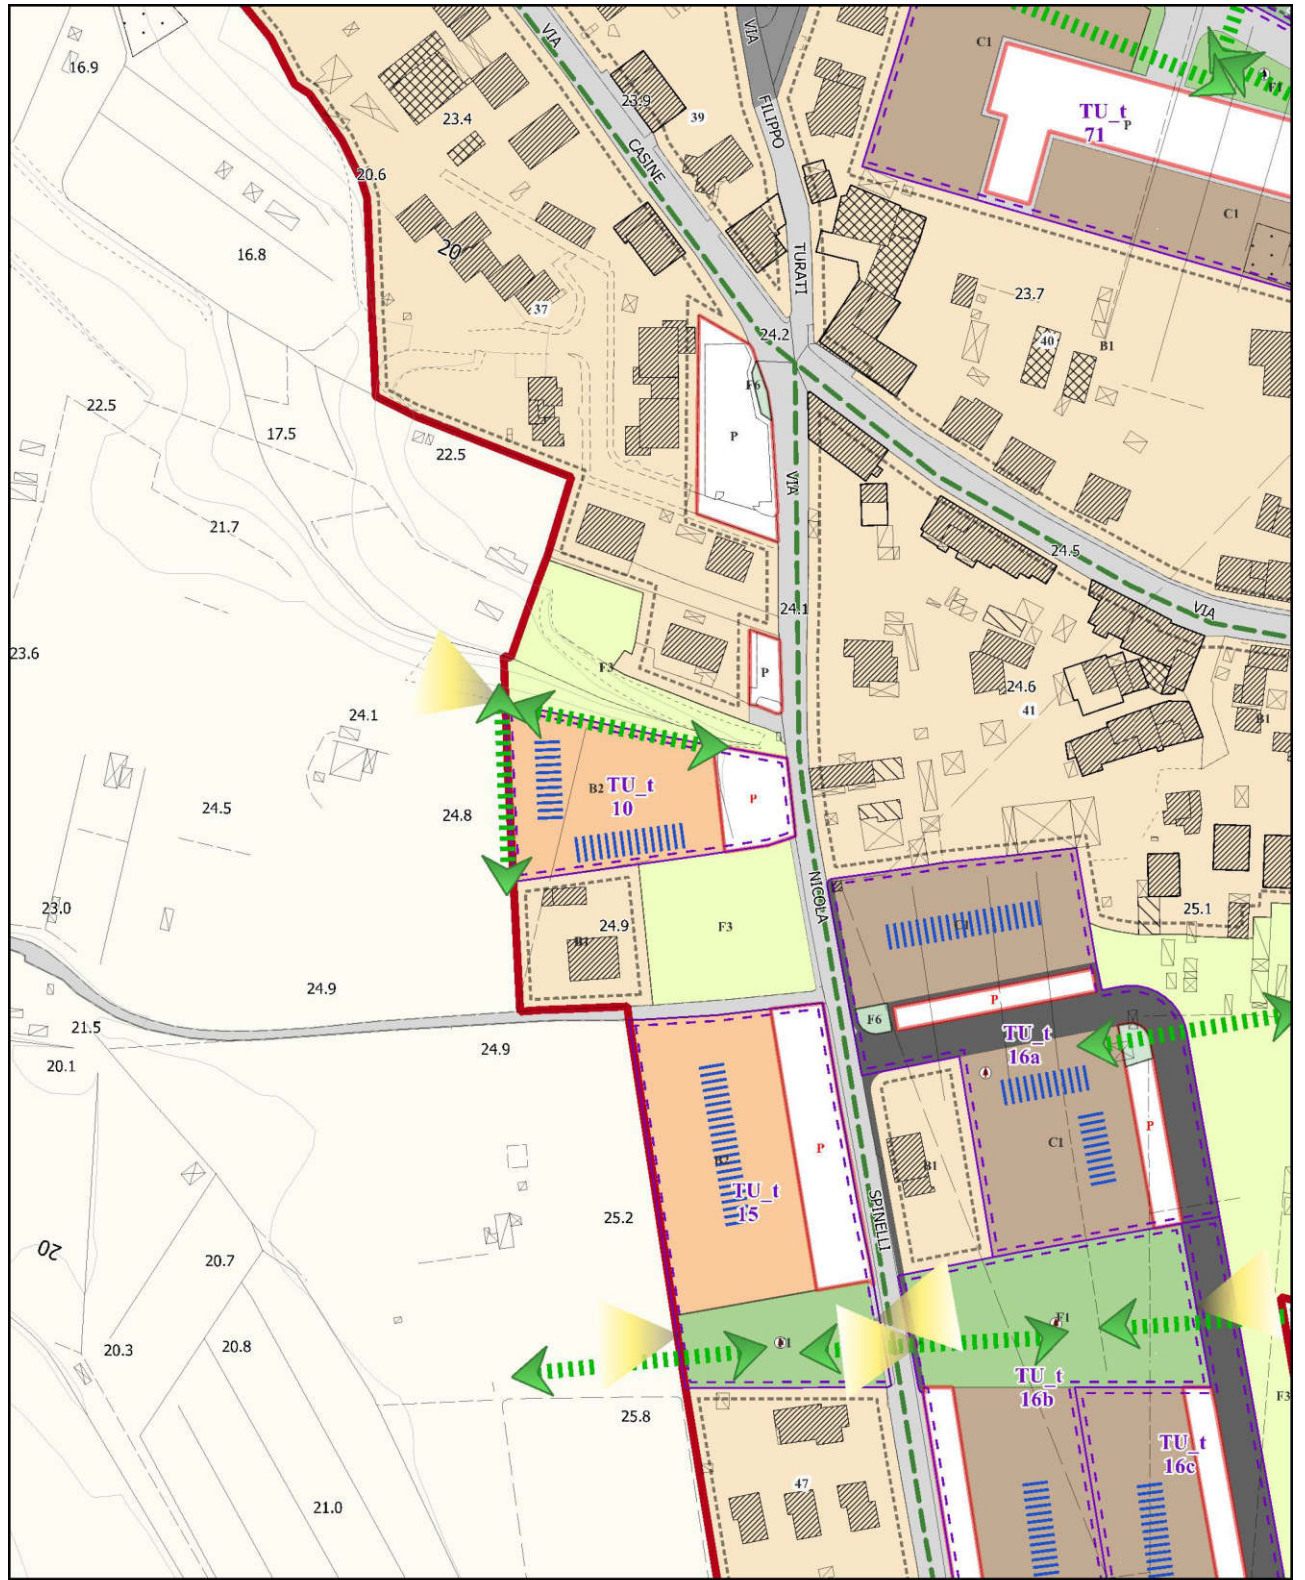 VIA
VIA
C1
16.9
F1
23.9
39
TU_t
71
P
23.4
FILIPPO
CASINE
20.6
C1
20
16.8
TURATI
23.7
37
24.2
40
B1
22.5
F6
17.5
22.5
P
VIA
21.7
24.5
24.1
VIA
23.6
F3
P
24.6
41
24.1
B1
B2
TU_t
10
P
24.5
24.8
NICOLA
23.0
25.1
24.9
F3
C1
B1
24.9
P
F6
21.5
TU_t
16a
24.9
20.1
P
C1
B2
P
B1
TU_t
15
25.2
SPINELLI
20
20.7
F1
20.3
20.8
TU_t
16b
F3
25.8
TU_t
16c
47
21.0